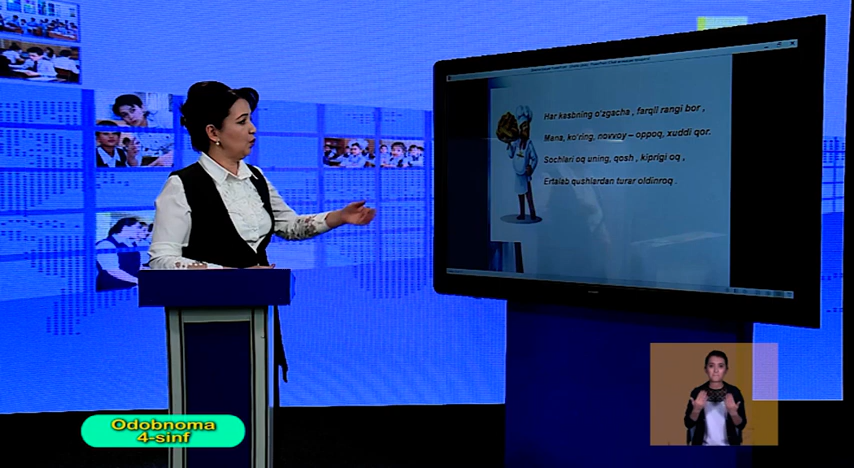 Har kasbning o'zgacha , farqli rangi bor ,
Mana, ko'ring, novvoy – oppoq, xuddi qor.
Sochlari oq uning, qosh , kiprigi oq ,
Ertalab qushlardan turar oldinroq .
Odobnoma
4-sinf